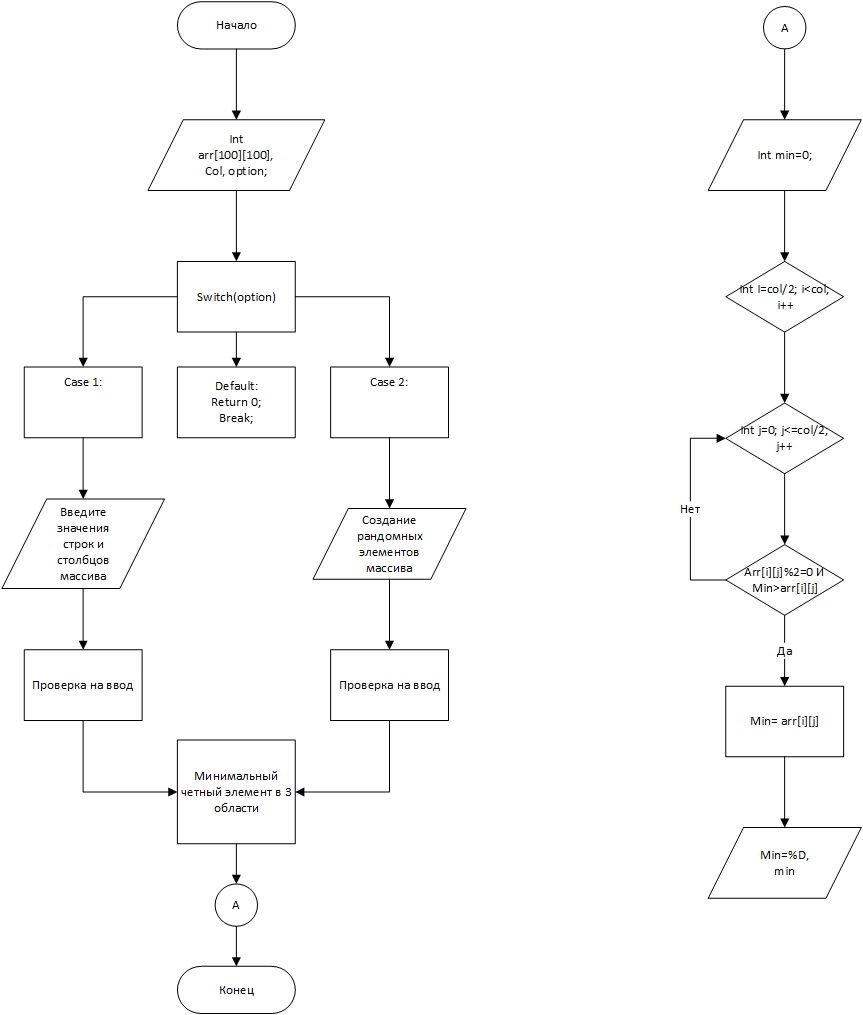 Начало
Int
arr[100][100],
Col, option;
Switch(option)
Case 1:
Default:
Return 0;
Break;
Case 2:
Введите
значения
строк и
столбцов
массива
Создание
рандомных
элементов
массива
Проверка на ввод
Проверка на ввод
Минимальный
четный элемент в 3
области
A
Конец
A
Int min=0;
Int I=col/2; i<col,
i++
Int j=0; j<=col/2;
j++
Нет
Arr[i][j]%2=0 И
Min>arr[i][j]
Да
Min= arr[i][j]
Min=%D,
min